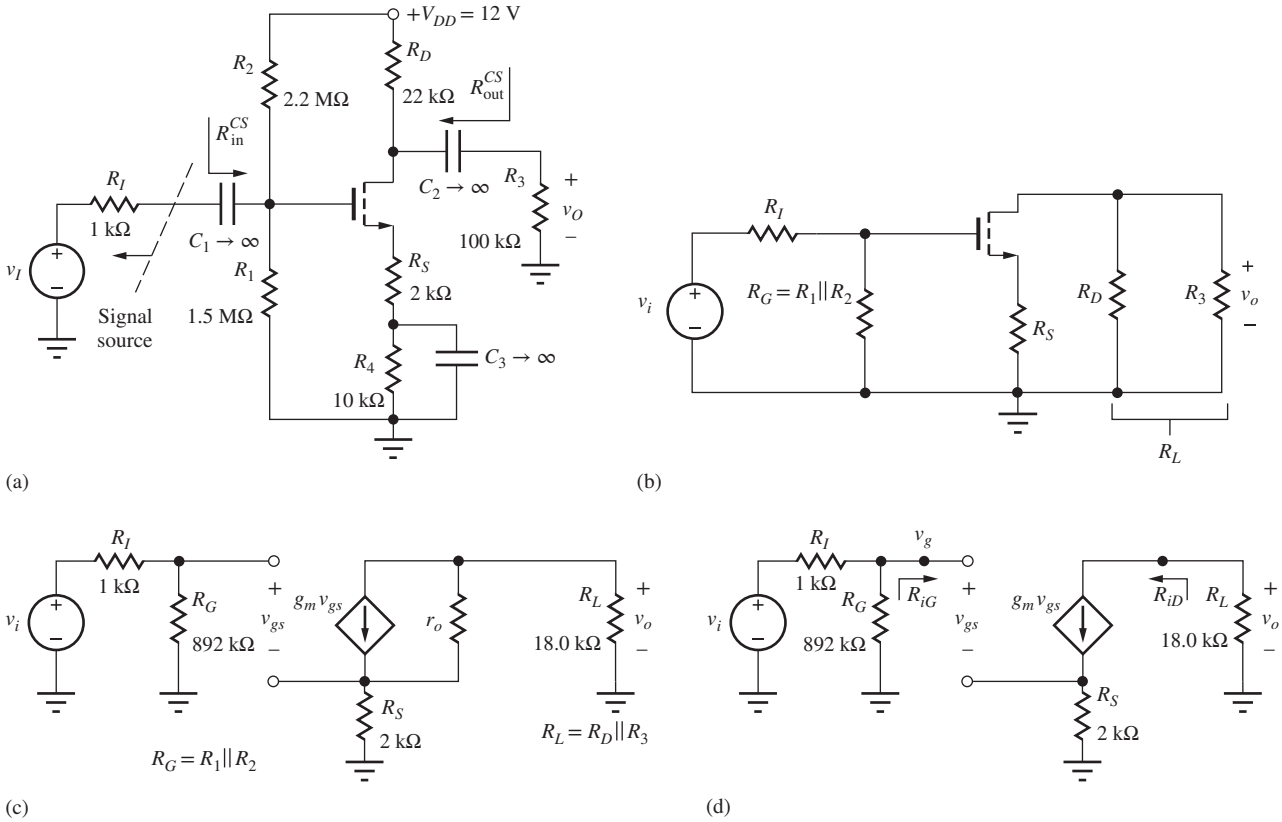 +V_DD = 12 V
R_D
22 kΩ
R_2
2.2 MΩ
R_out^CS
R_in^CS
R_I
1 kΩ
C_1 → ∞
C_2 → ∞
R_3
100 kΩ
+
v_O
−
+
−
v_I
Signal
source
R_1
1.5 MΩ
R_S
2 kΩ
R_4
10 kΩ
C_3 → ∞
(a)
R_I
v_i
+
−
R_G = R_1||R_2
R_S
R_D
R_3
+
v_o
−
R_L
(b)
R_I
1 kΩ
v_i
+
−
R_G
892 kΩ
+
v_gs
−
g_m v_gs
r_o
R_L
18.0 kΩ
+
v_o
−
R_S
2 kΩ
R_G = R_1||R_2
R_L = R_D||R_3
(c)
R_I
1 kΩ
v_g
R_iG
v_i
+
−
R_G
892 kΩ
+
v_gs
−
g_m v_gs
R_iD
R_L
18.0 kΩ
+
v_o
−
R_S
2 kΩ
(d)